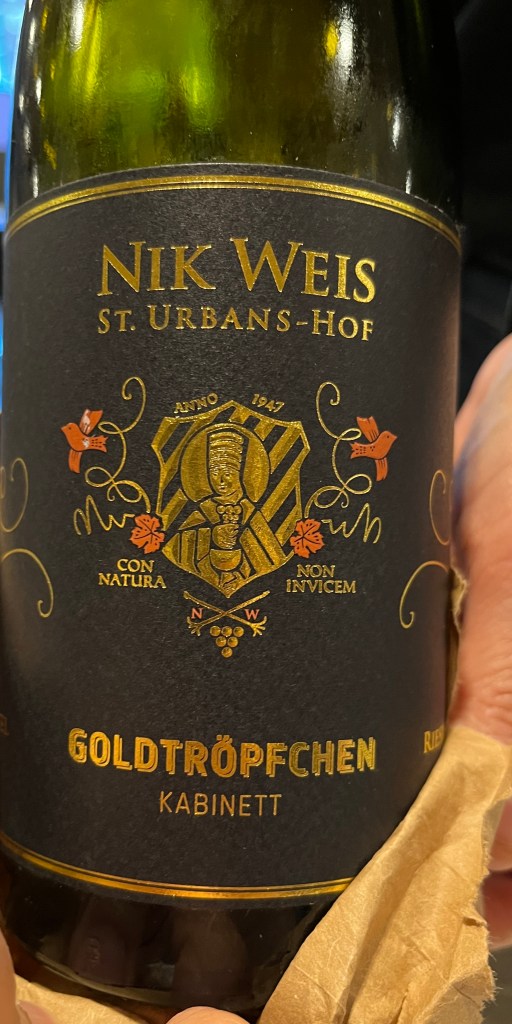 NIK WEIS
ST. URBANS-HOF
ANNO 1947
CON NATURA
NON INVICEM
N W
GOLDTRÖPFCHEN
KABINETT